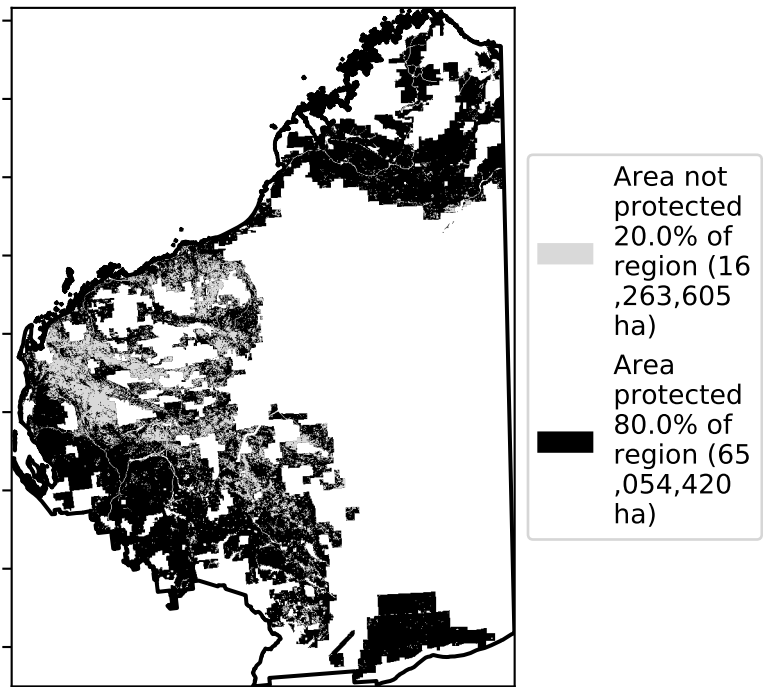 Area not
protected
20.0% of
region (16
,263,605
ha)
Area
protected
80.0% of
region (65
,054,420
ha)